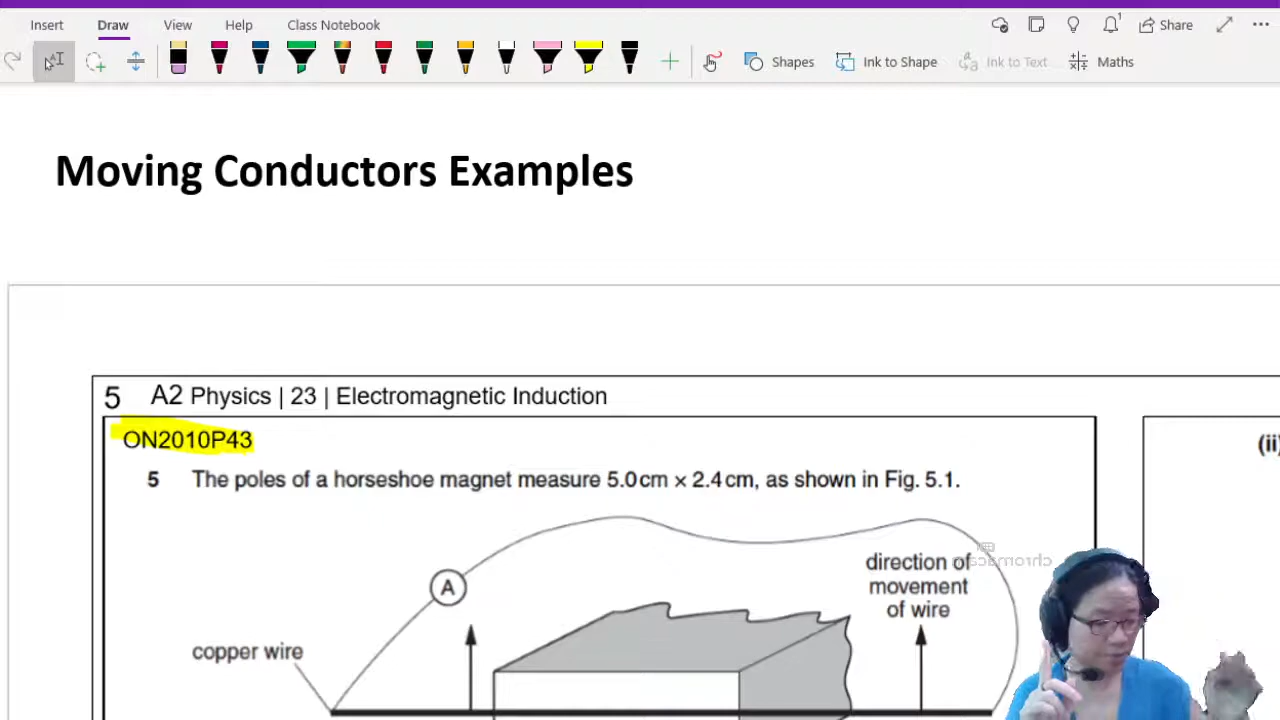 Insert Draw View Help Class Notebook 1 Share
Shapes Ink to Shape Ink to Text Maths
Moving Conductors Examples
5 A2 Physics | 23 | Electromagnetic Induction
ON2010P43
(ii)
5 The poles of a horseshoe magnet measure 5.0 cm × 2.4 cm, as shown in Fig. 5.1.
direction of
chromacam
movement
A
of wire
copper wire